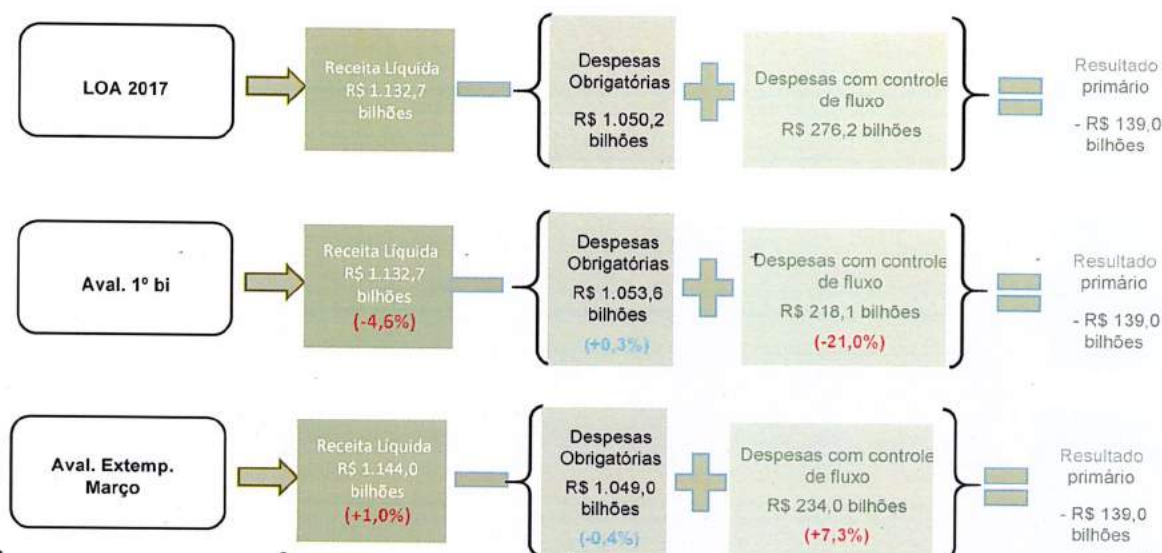 LOA 2017
Receita Líquida
R$ 1.132,7
bilhões
Despesas
Obrigatórias
R$ 1.050,2
bilhões
Despesas com controle
de fluxo
R$ 276,2 bilhões
Resultado
primário
- R$ 139,0
bilhões
Aval. 1º bi
Receita Líquida
R$ 1.132,7
bilhões
(-4,6%)
Despesas
Obrigatórias
R$ 1.053,6
bilhões
(+0,3%)
Despesas com controle
de fluxo
R$ 218,1 bilhões
(-21,0%)
Resultado
primário
- R$ 139,0
bilhões
Aval. Extemp.
Março
Receita Líquida
R$ 1.144,0
bilhões
(+1,0%)
Despesas
Obrigatórias
R$ 1.049,0
bilhões
(-0,4%)
Despesas com controle
de fluxo
R$ 234,0 bilhões
(+7,3%)
Resultado
primário
- R$ 139,0
bilhões